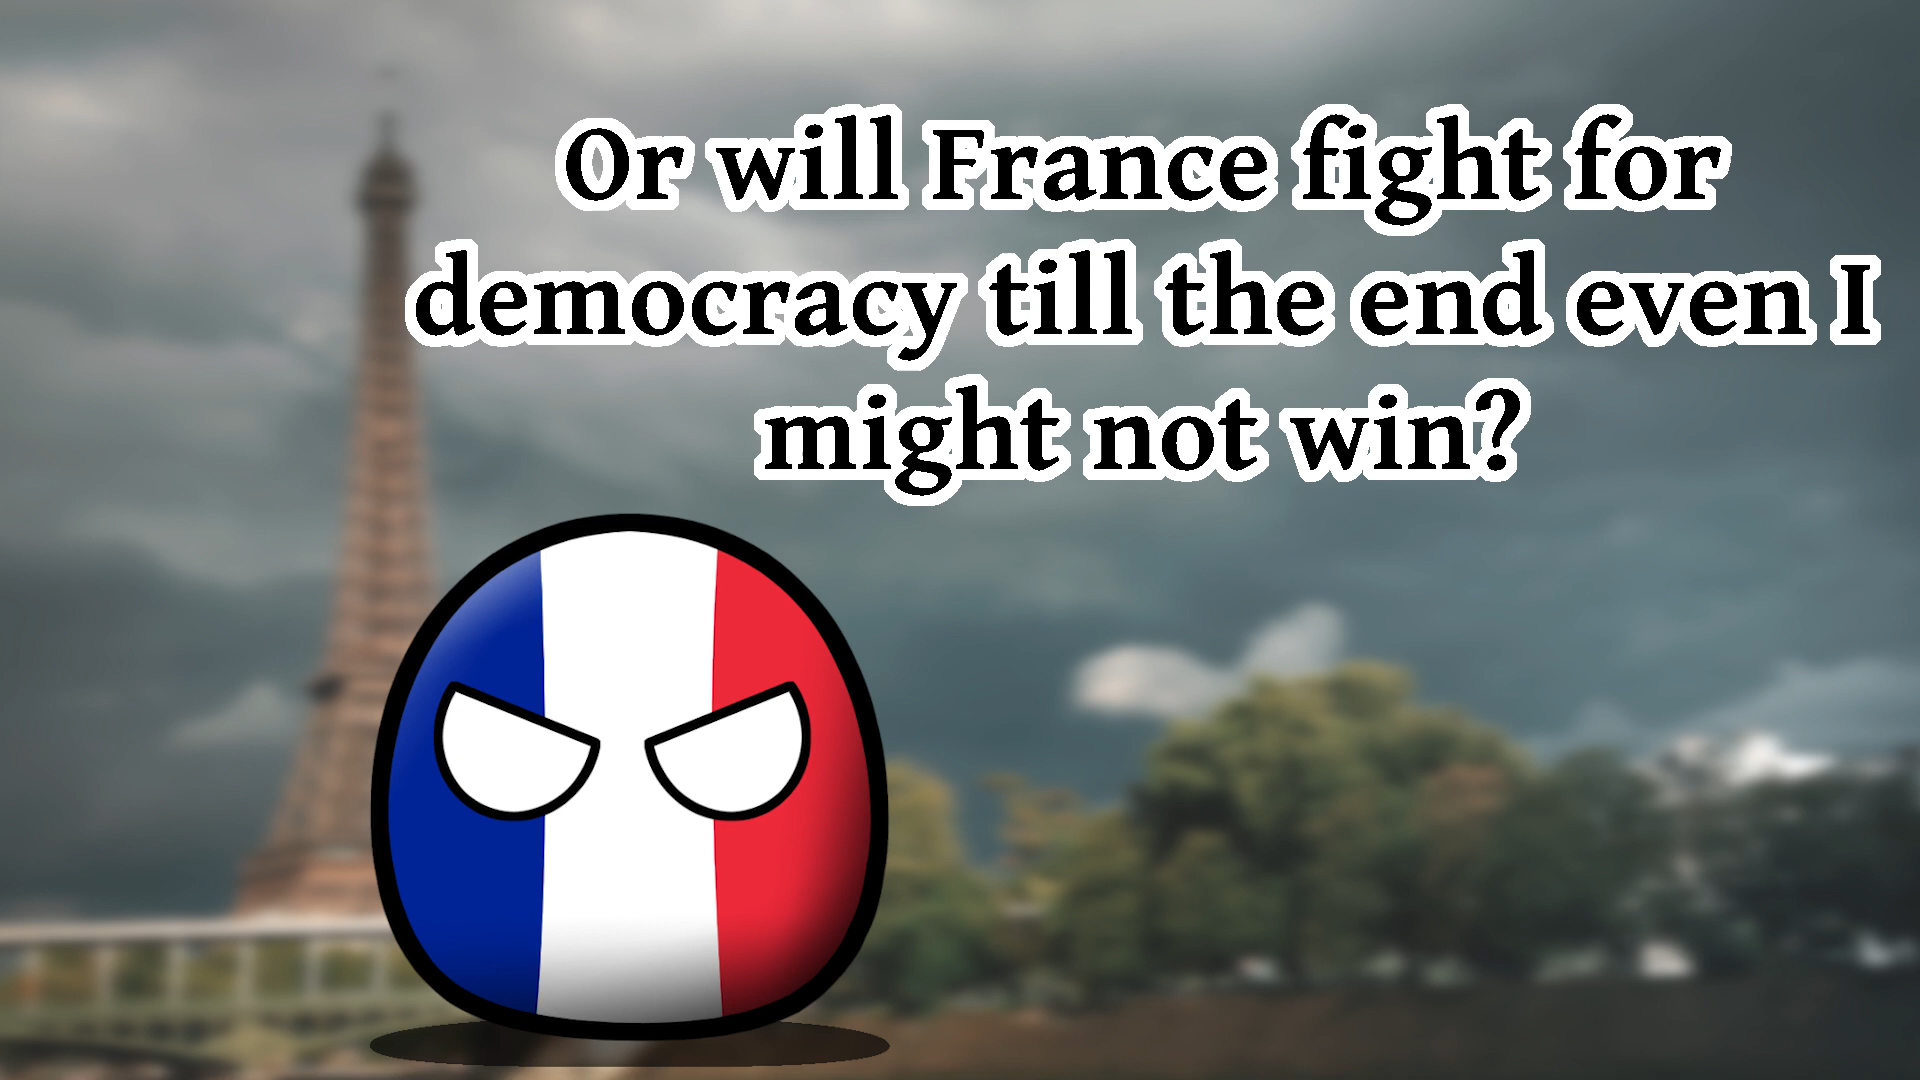 Or will France fight for
democracy till the end even I
might not win?